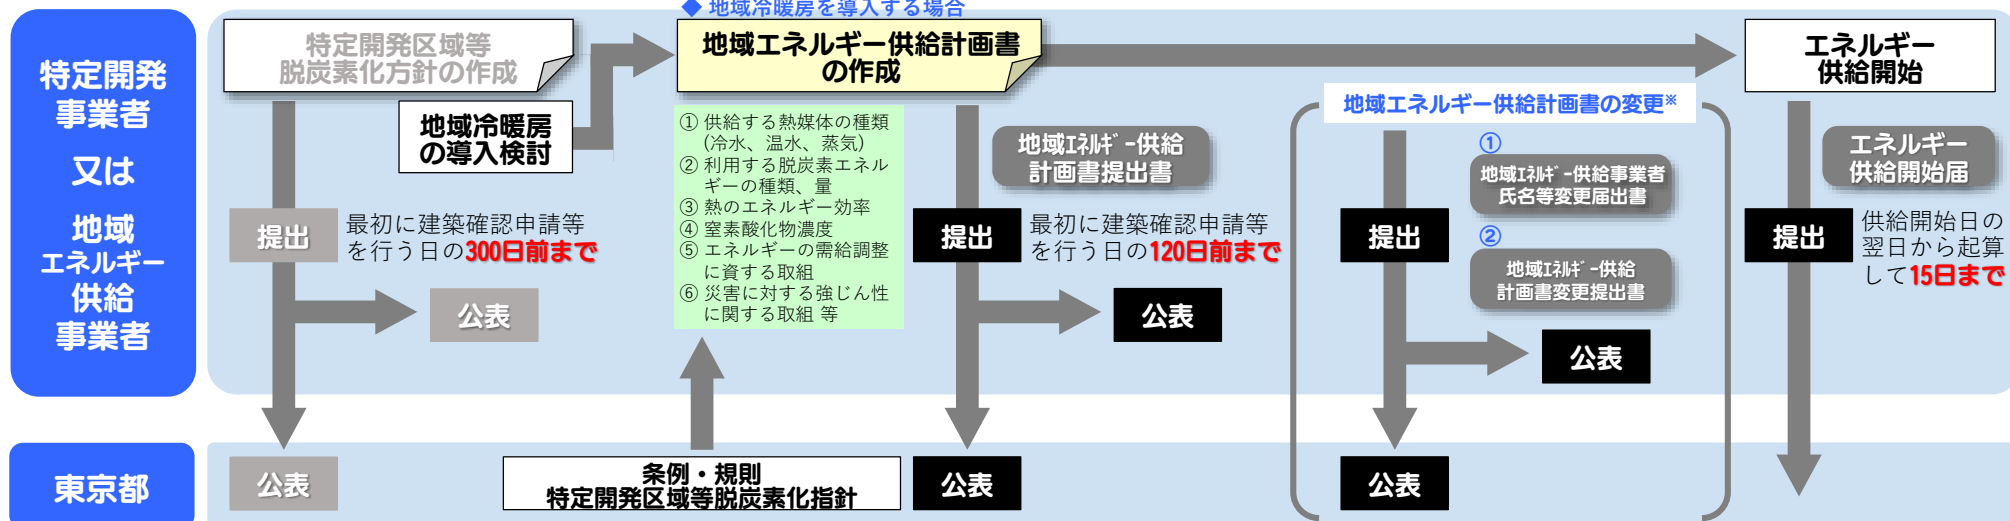 ◆ 地域冷暖房を導入する場合
特定開発
事業者
又は
地域
エネルギー
供給
事業者
特定開発区域等
脱炭素化方針の作成
地域冷暖房
の導入検討
提出
最初に建築確認申請等
を行う日の300日前まで
公表
地域エネルギー供給計画書
の作成
① 供給する熱媒体の種類
(冷水、温水、蒸気)
② 利用する脱炭素エネル
ギーの種類、量
③ 熱のエネルギー効率
④ 窒素酸化物濃度
⑤ エネルギーの需給調整
に資する取組
⑥ 災害に対する強じん性
に関する取組 等
地域ｴﾈﾙｷﾞｰ供給
計画書提出書
提出
最初に建築確認申請等
を行う日の120日前まで
公表
地域エネルギー供給計画書の変更※
①
地域ｴﾈﾙｷﾞｰ供給事業者
氏名等変更届出書
提出
②
地域ｴﾈﾙｷﾞｰ供給
計画書変更提出書
公表
エネルギー
供給開始
エネルギー
供給開始届
提出
供給開始日の
翌日から起算
して15日まで
東京都
公表
条例・規則
特定開発区域等脱炭素化指針
公表
公表